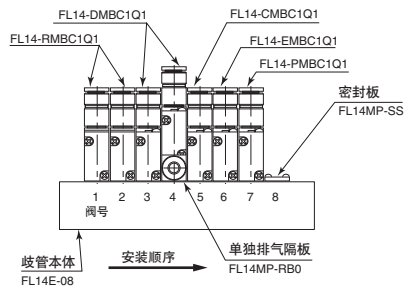 FL14-DMBC1Q1
FL14-CMBC1Q1
FL14-RMBC1Q1
FL14-EMBC1Q1
FL14-PMBC1Q1
密封板
FL14MP-SS
1 2 3 4 5 6 7 8
阀号
歧管本体
FL14E-08
安装顺序
单独排气隔板
FL14MP-RB0